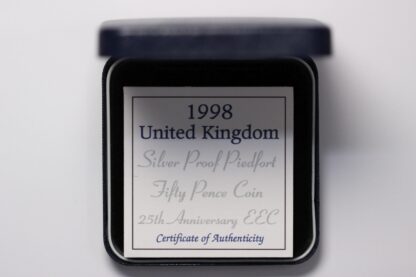 1998
United Kingdom
Silver Proof Piedfort
Fifty Pence Coin
25th Anniversary EEC
Certificate of Authenticity